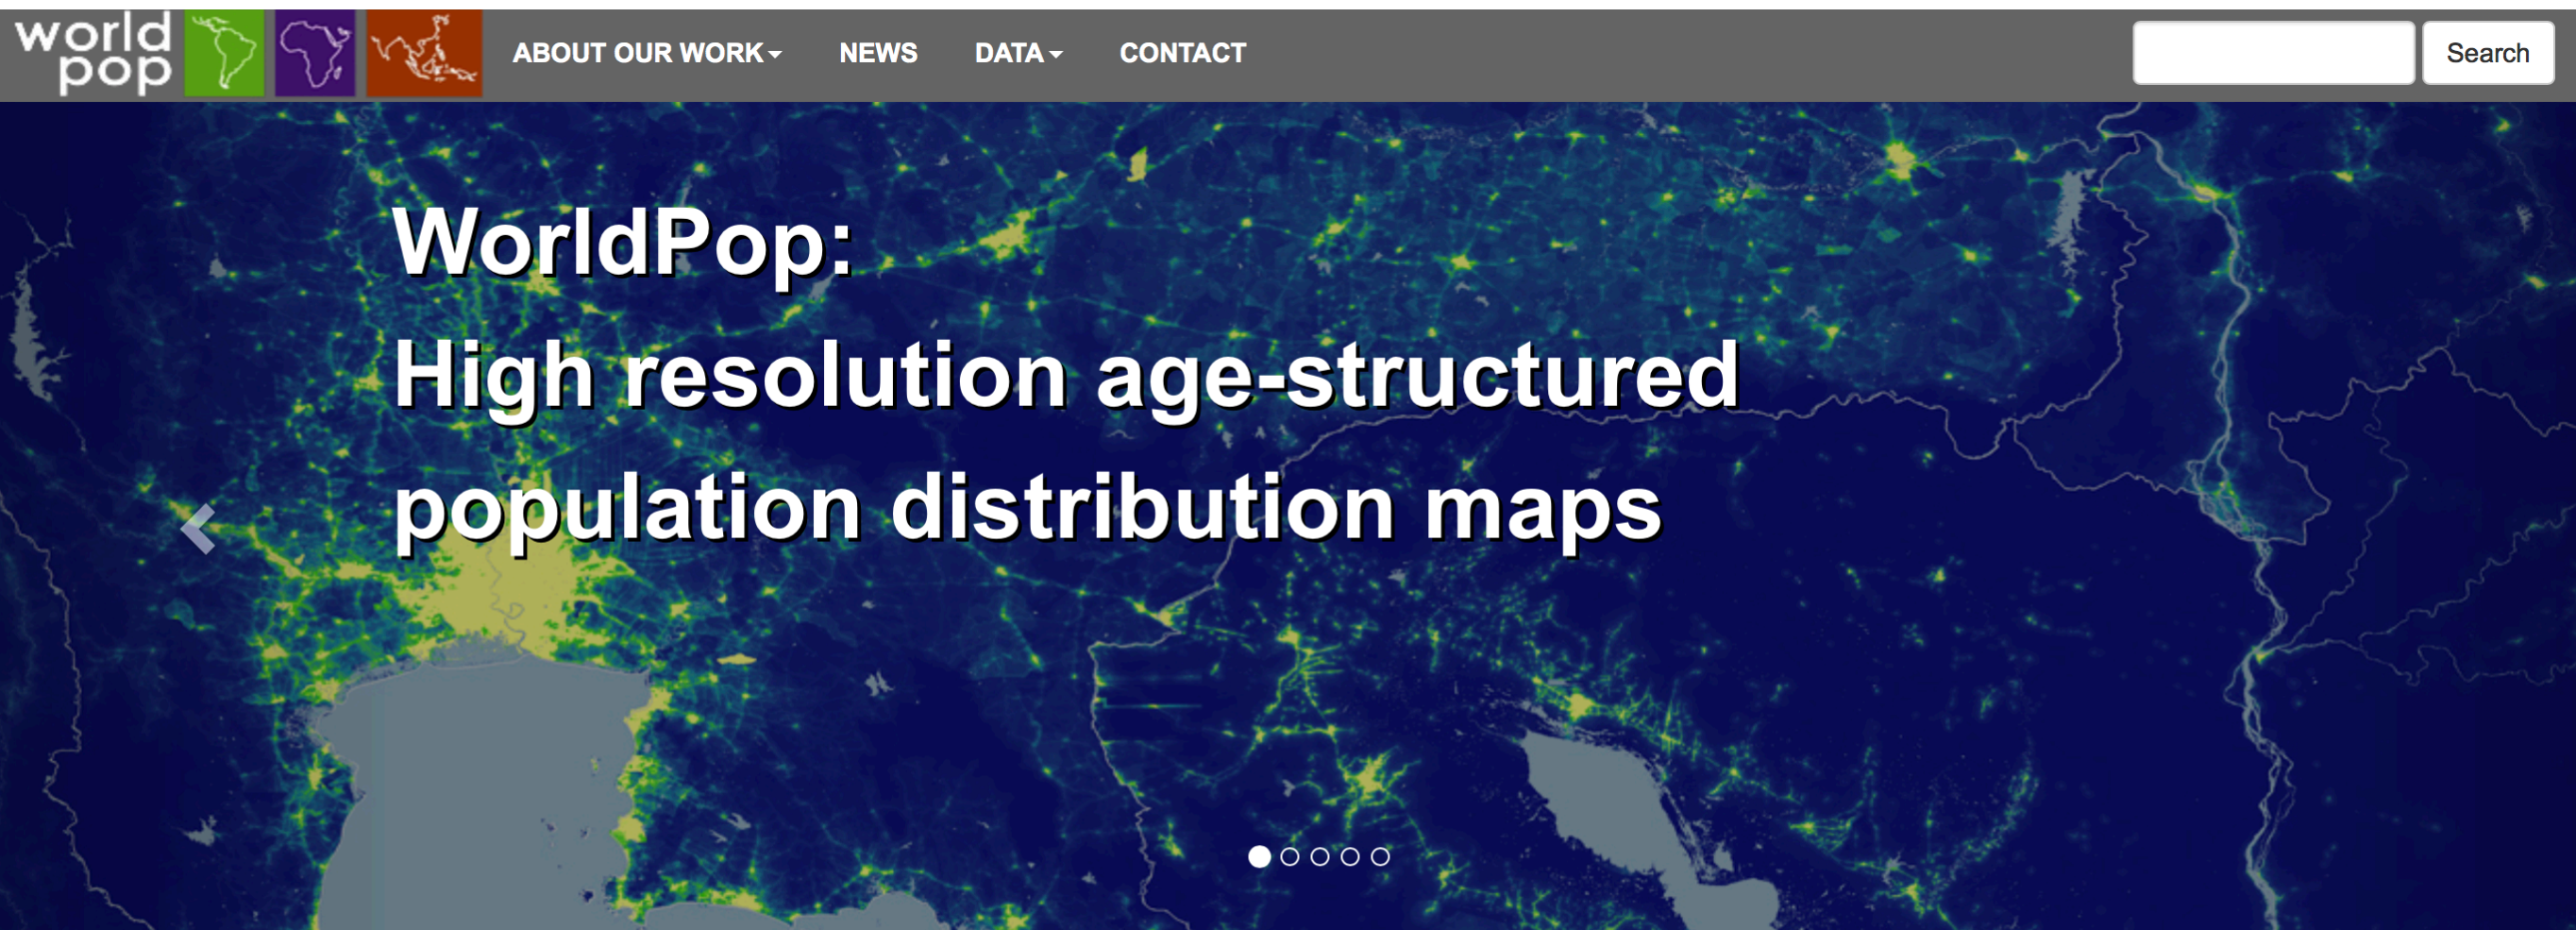 world
pop
ABOUT OUR WORK
NEWS
DATA
CONTACT
Search
WorldPop:
High resolution age-structured
population distribution maps